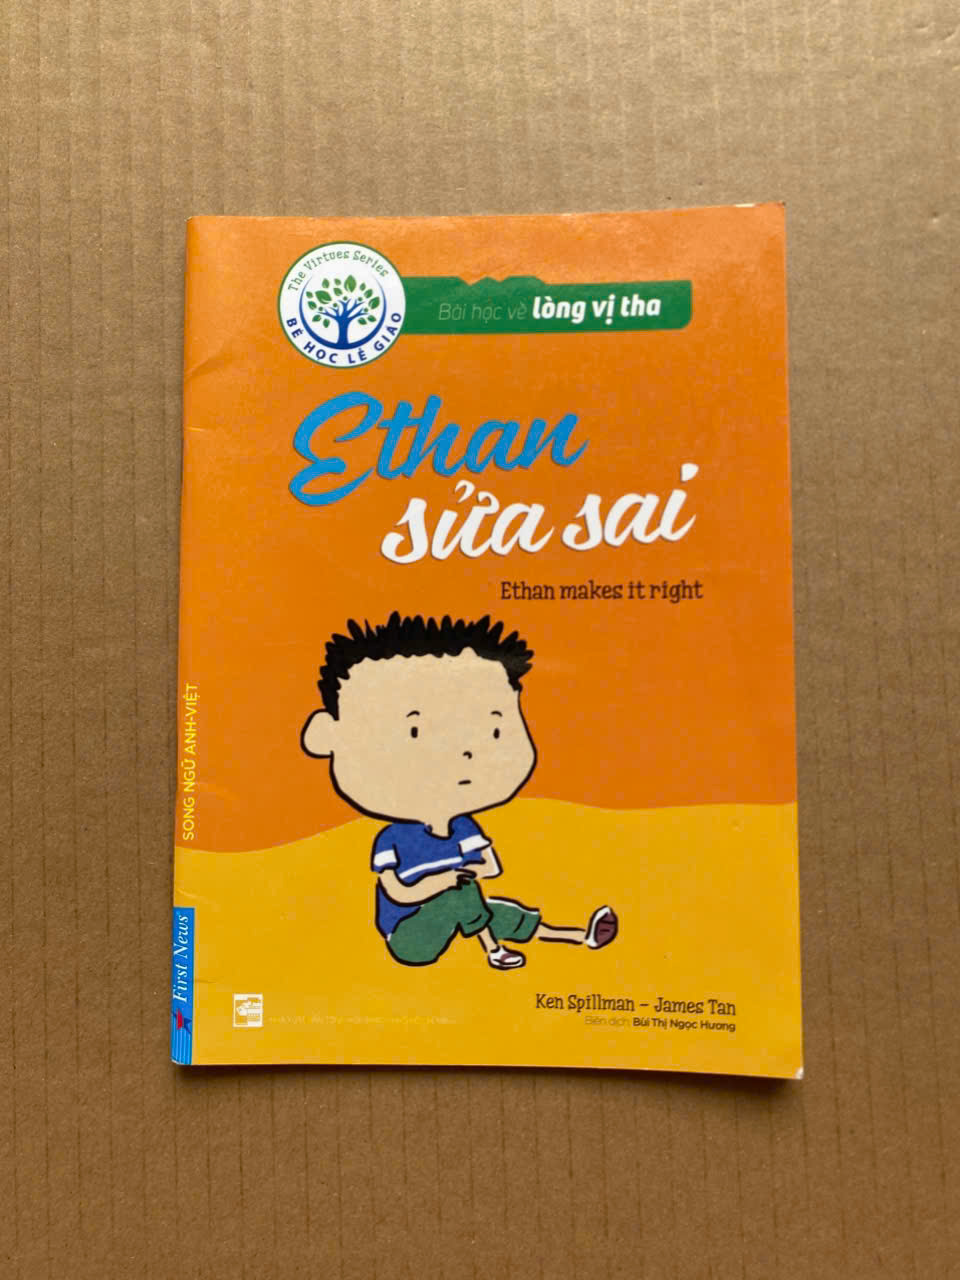 The Virtues Series
BÉ HỌC LỄ GIÁO
Bài học về lòng vị tha
Ethan
sửa sai
Ethan makes it right
SONG NGỮ ANH-VIỆT
First News
Ken Spillman – James Tan
Biên dịch: Bùi Thị Ngọc Hương